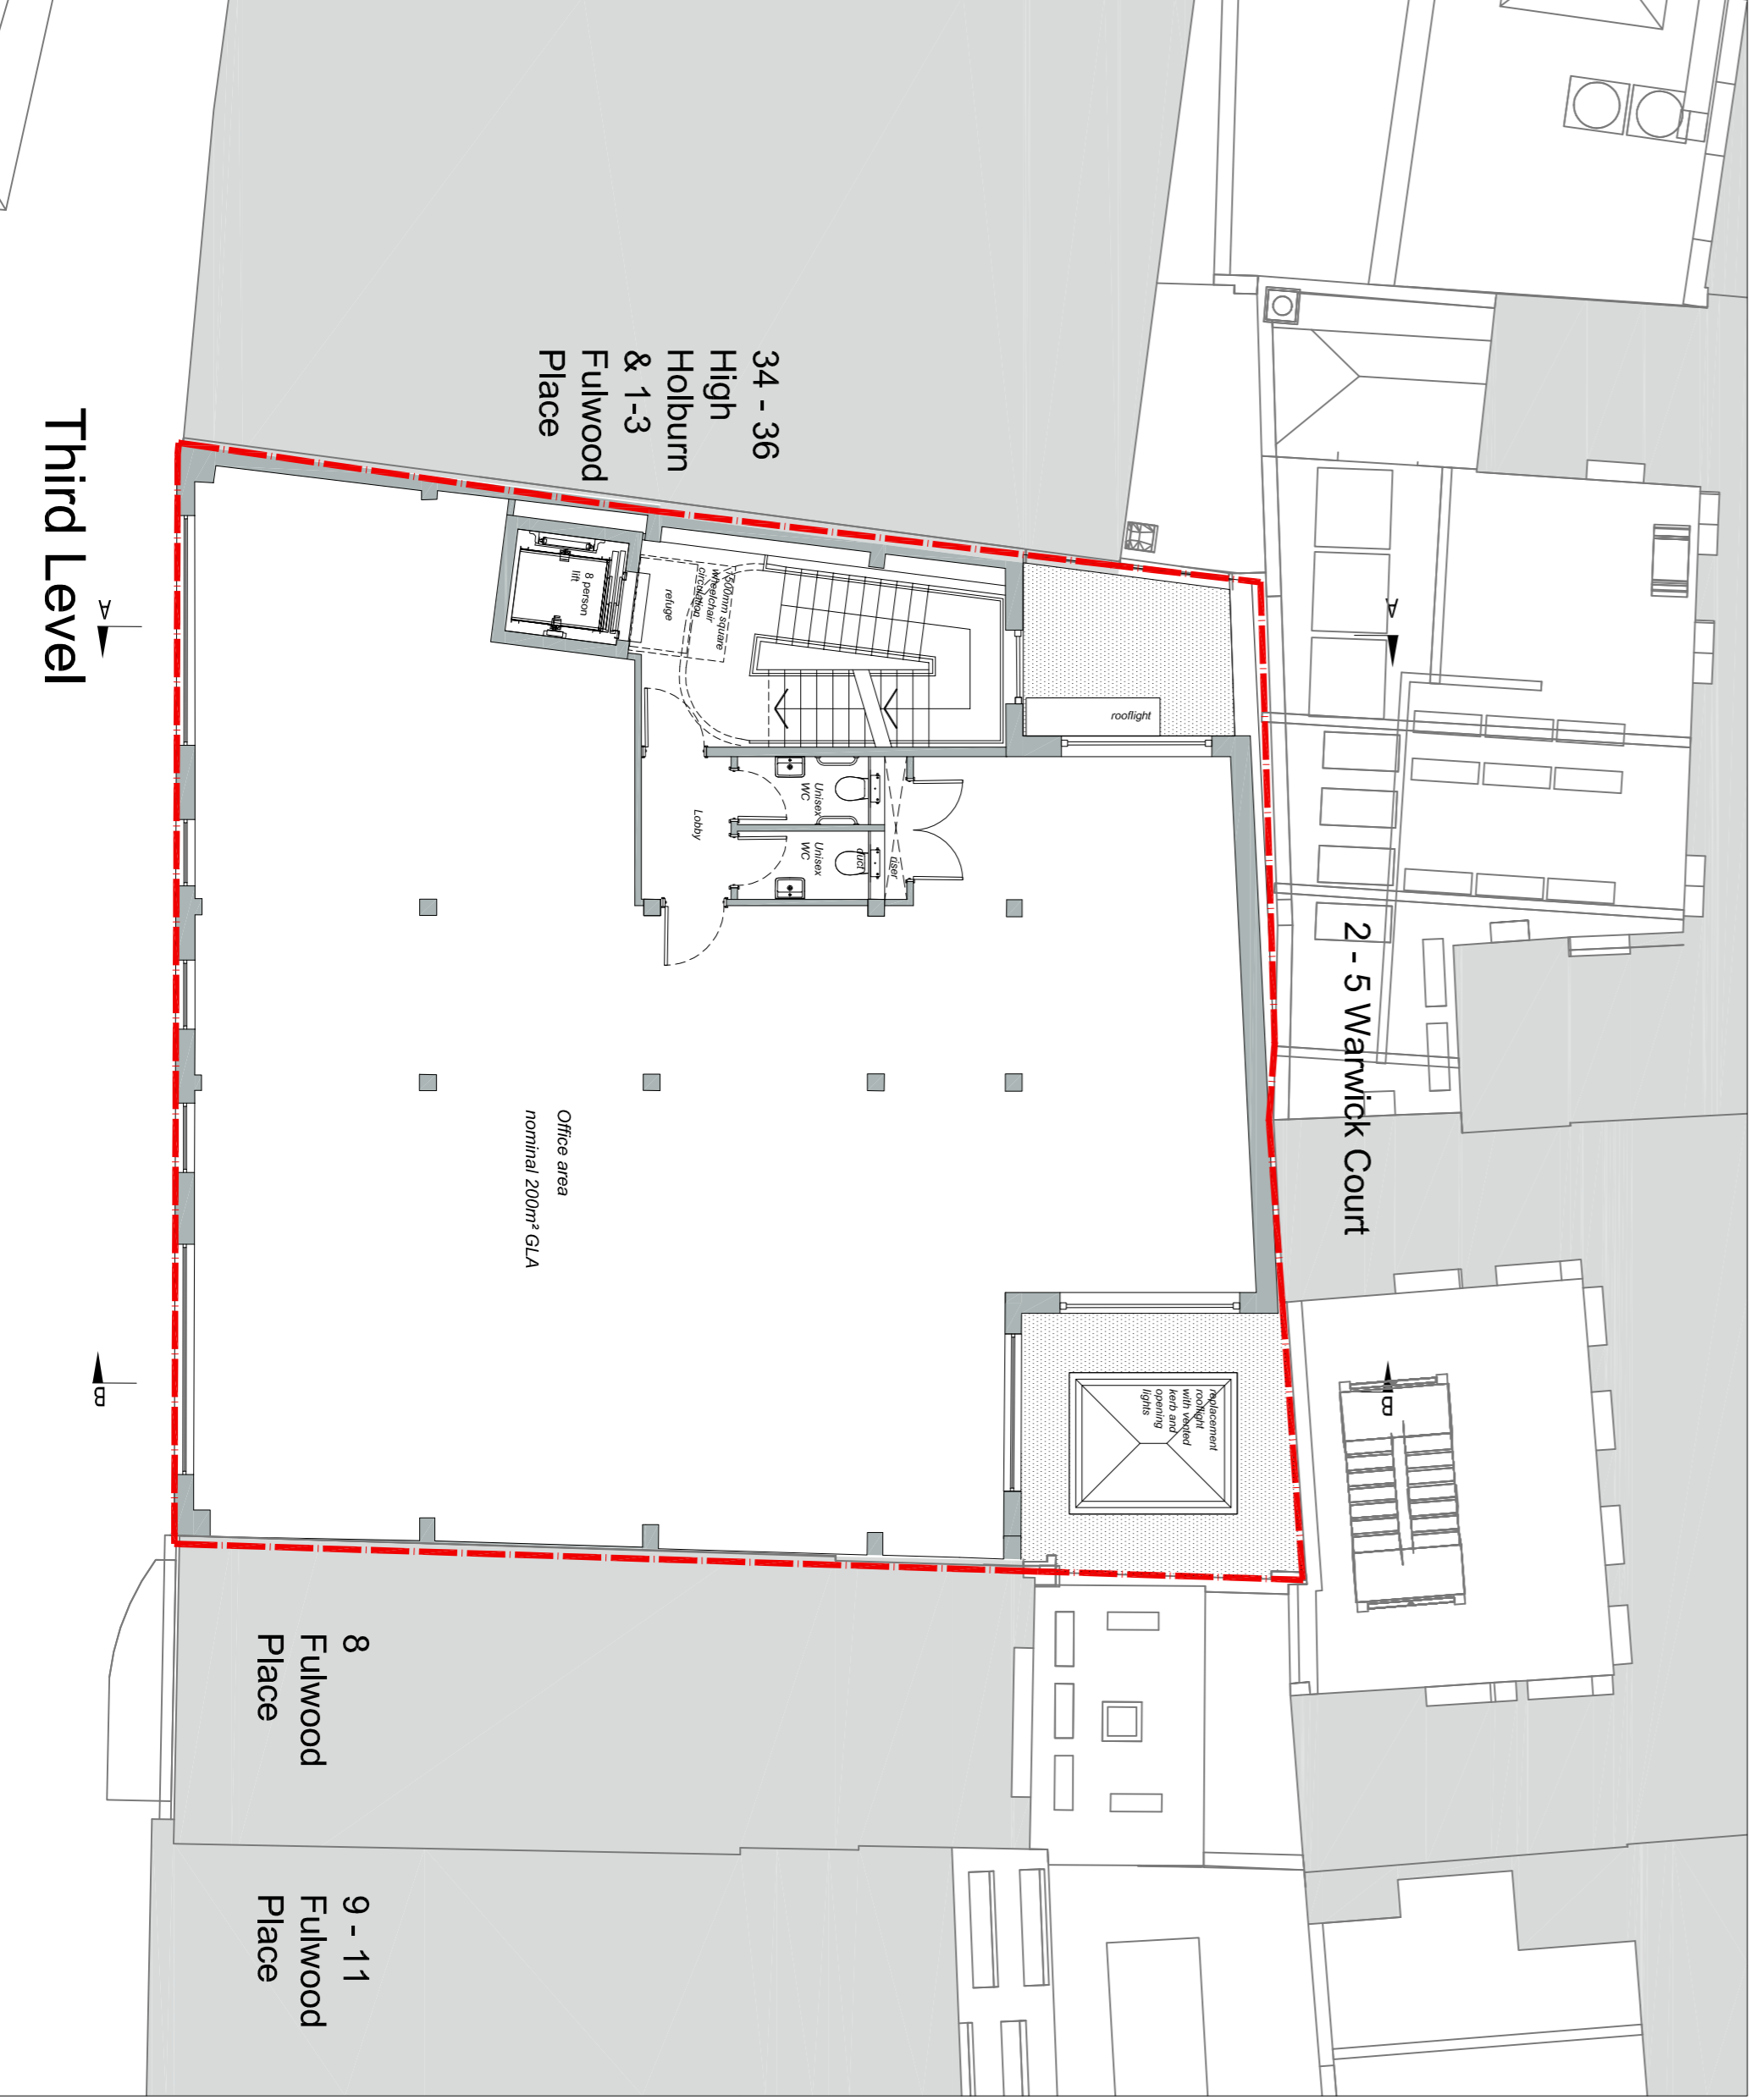 34 - 36
High
Holburn
& 1-3
Fulwood
Place
2 - 5 Warwick Court
8
Fulwood
Place
9 - 11
Fulwood
Place
rooflight
replacement
rooflight
with vented
kerb and
opening
lights
1500mm square
wheelchair
circulation
refuge
8 person
lift
Unisex
WC
Unisex
WC
duct
riser
Lobby
Office area
nominal 200m² GLA
A
B
A
B
Third Level